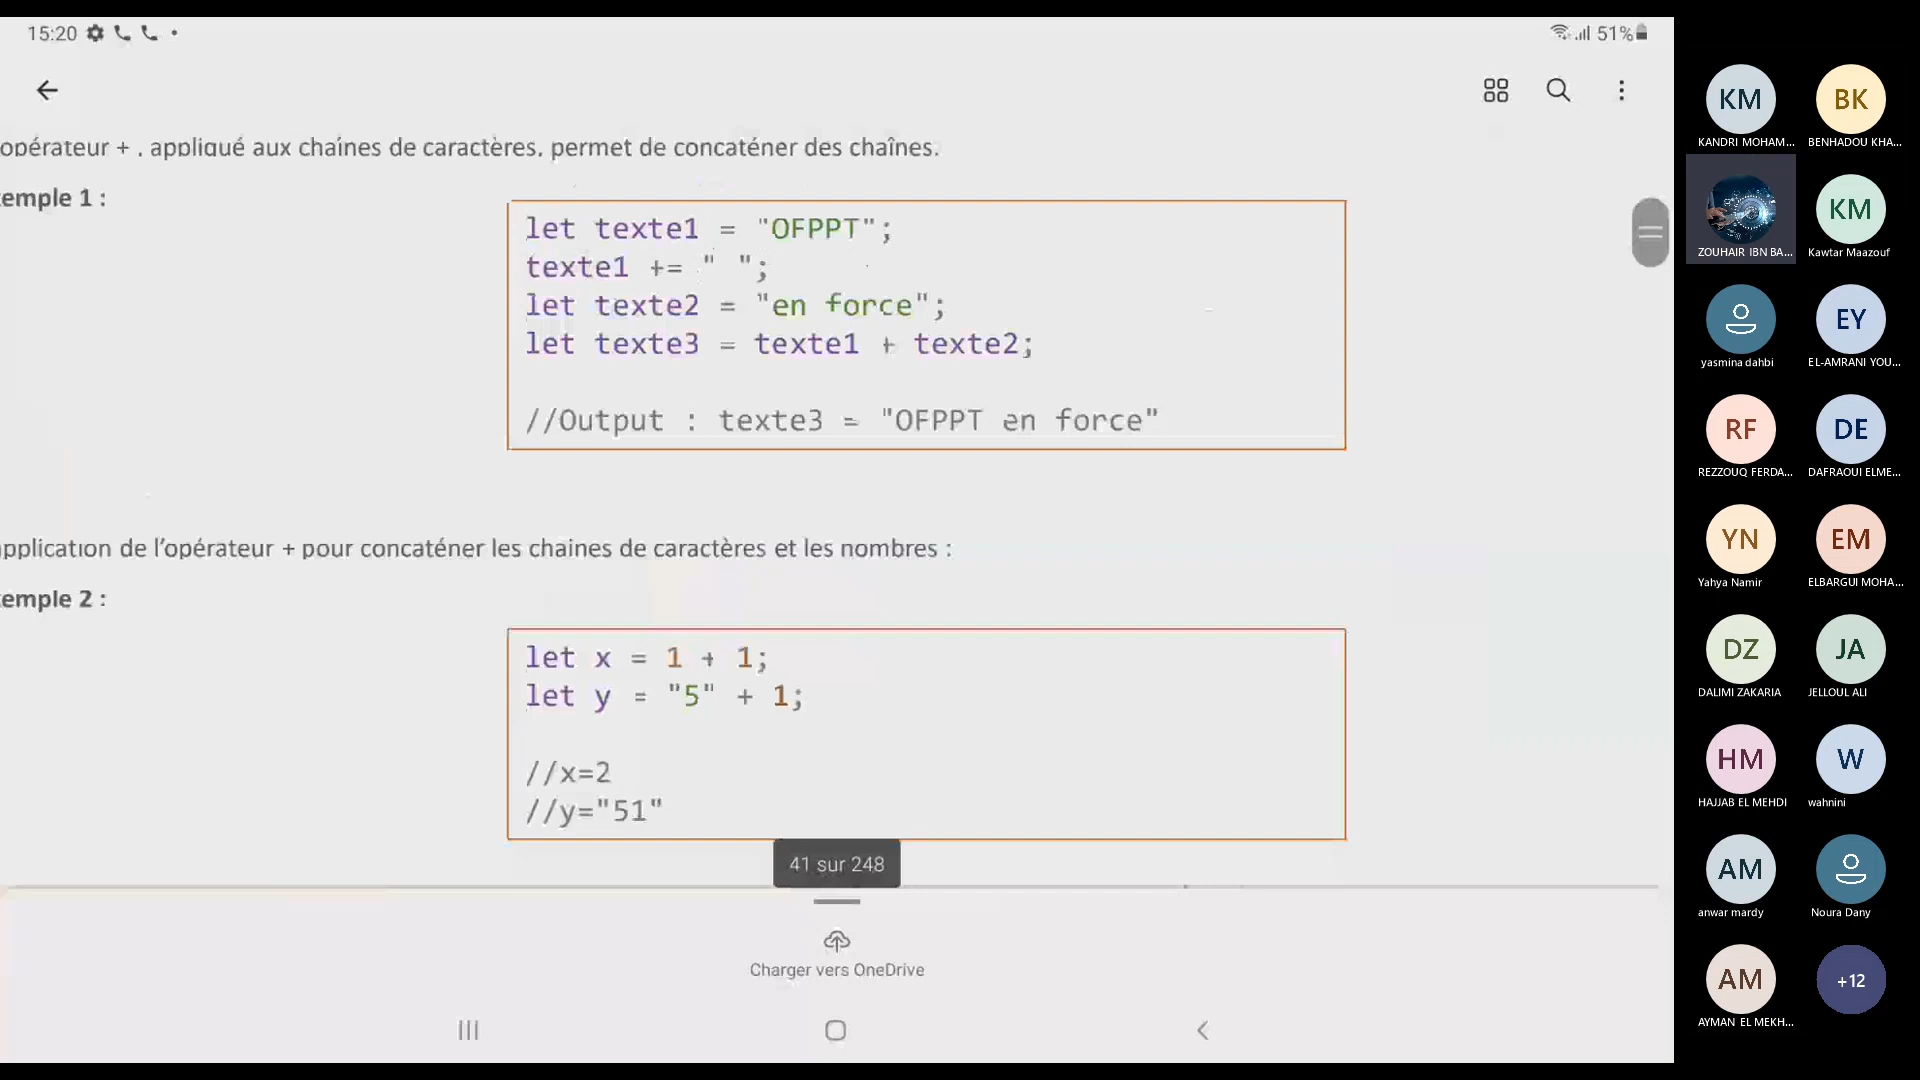 15:20
51%
opérateur + , appliqué aux chaînes de caractères, permet de concaténer des chaînes.
emple 1 :
let texte1 = "OFPPT";
texte1 += " ";
let texte2 = "en force";
let texte3 = texte1 + texte2;
//Output : texte3 = "OFPPT en force"
application de l'opérateur + pour concaténer les chaines de caractères et les nombres :
emple 2 :
let x = 1 + 1;
let y = "5" + 1;
//x=2
//y="51"
41 sur 248
Charger vers OneDrive
KM
BK
KANDRI MOHAM...
BENHADOU KHA...
KM
ZOUHAIR IBN BA...
Kawtar Maazouf
EY
yasmina dahbi
EL-AMRANI YOU...
RF
DE
REZZOUQ FERDA...
DAFRAOUI ELME...
YN
EM
Yahya Namir
ELBARGUI MOHA...
DZ
JA
DALIMI ZAKARIA
JELLOUL ALI
HM
W
HAJJAB EL MEHDI
wahnini
AM
anwar mardy
Noura Dany
AM
+12
AYMAN EL MEKH...